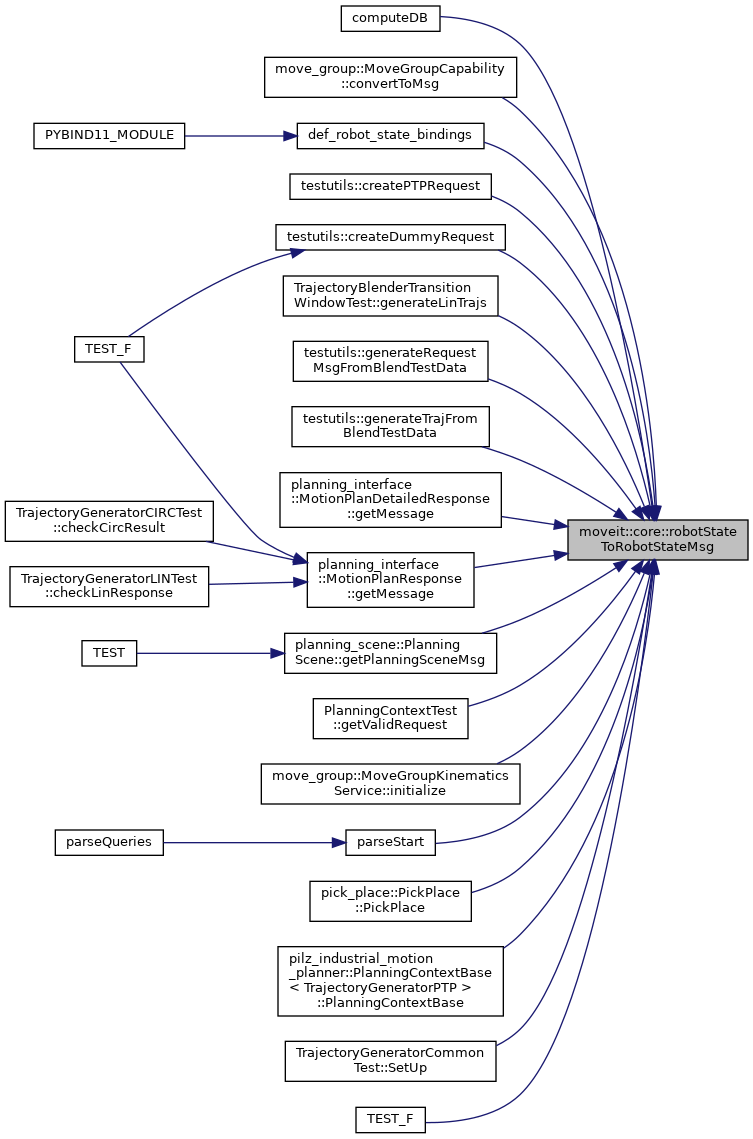 computeDB
move_group::MoveGroupCapability
::convertToMsg
PYBIND11_MODULE
def_robot_state_bindings
testutils::createPTPRequest
testutils::createDummyRequest
TrajectoryBlenderTransition
WindowTest::generateLinTrajs
TEST_F
testutils::generateRequest
MsgFromBlendTestData
testutils::generateTrajFrom
BlendTestData
planning_interface
::MotionPlanDetailedResponse
::getMessage
TrajectoryGeneratorCIRCTest
::checkCircResult
moveit::core::robotState
ToRobotStateMsg
planning_interface
::MotionPlanResponse
::getMessage
TrajectoryGeneratorLINTest
::checkLinResponse
TEST
planning_scene::Planning
Scene::getPlanningSceneMsg
PlanningContextTest
::getValidRequest
move_group::MoveGroupKinematics
Service::initialize
parseQueries
parseStart
pick_place::PickPlace
::PickPlace
pilz_industrial_motion
_planner::PlanningContextBase
< TrajectoryGeneratorPTP >
::PlanningContextBase
TrajectoryGeneratorCommon
Test::SetUp
TEST_F